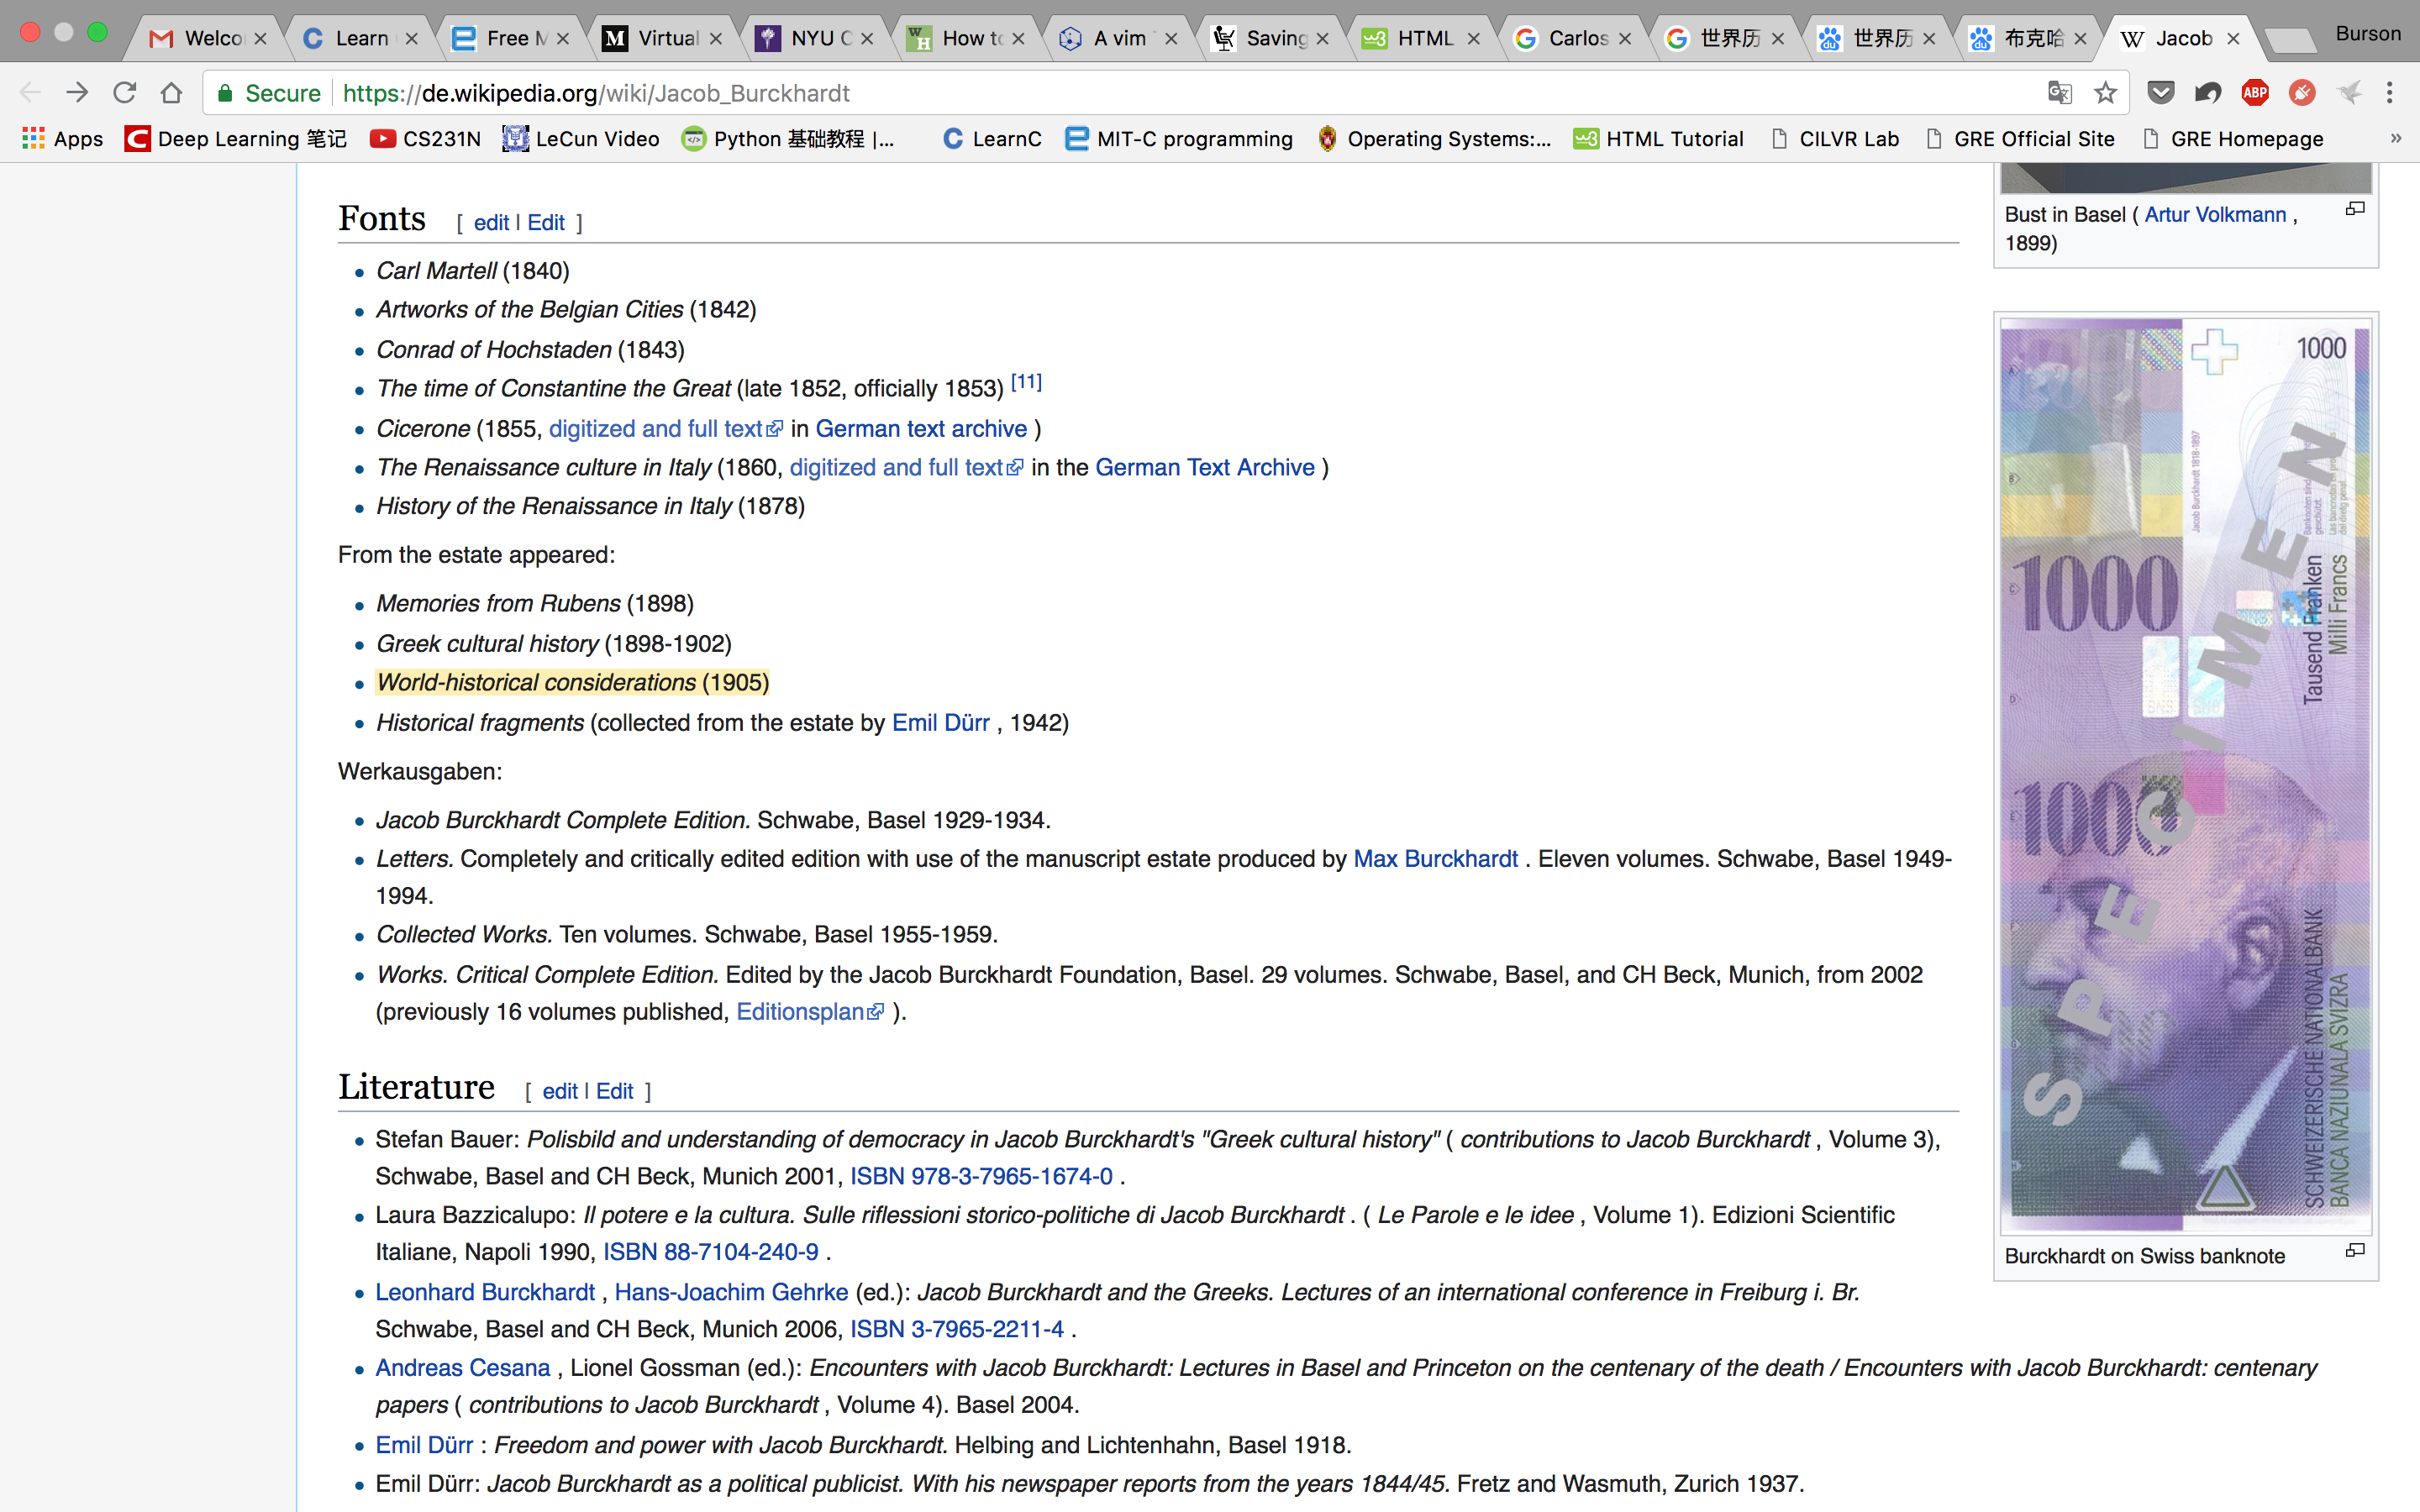 Welco
Learn
Free M
Virtual
NYU C
How to
A vim
Saving
HTML
Carlos
世界历
世界历
布克哈
Jacob
Burson
Secure
https://de.wikipedia.org/wiki/Jacob_Burckhardt
ABP
Apps
Deep Learning 笔记
CS231N
LeCun Video
Python 基础教程 |...
LearnC
MIT-C programming
Operating Systems:...
HTML Tutorial
CILVR Lab
GRE Official Site
GRE Homepage
»
Fonts [ edit | Edit ]
Carl Martell (1840)
Artworks of the Belgian Cities (1842)
Conrad of Hochstaden (1843)
The time of Constantine the Great (late 1852, officially 1853) [11]
Cicerone (1855, digitized and full text in German text archive )
The Renaissance culture in Italy (1860, digitized and full text in the German Text Archive )
History of the Renaissance in Italy (1878)
From the estate appeared:
Memories from Rubens (1898)
Greek cultural history (1898-1902)
World-historical considerations (1905)
Historical fragments (collected from the estate by Emil Dürr , 1942)
Werkausgaben:
Jacob Burckhardt Complete Edition. Schwabe, Basel 1929-1934.
Letters. Completely and critically edited edition with use of the manuscript estate produced by Max Burckhardt . Eleven volumes. Schwabe, Basel 1949-
1994.
Collected Works. Ten volumes. Schwabe, Basel 1955-1959.
Works. Critical Complete Edition. Edited by the Jacob Burckhardt Foundation, Basel. 29 volumes. Schwabe, Basel, and CH Beck, Munich, from 2002
(previously 16 volumes published, Editionsplan ).
Literature [ edit | Edit ]
Stefan Bauer: Polisbild and understanding of democracy in Jacob Burckhardt's "Greek cultural history" ( contributions to Jacob Burckhardt , Volume 3),
Schwabe, Basel and CH Beck, Munich 2001, ISBN 978-3-7965-1674-0 .
Laura Bazzicalupo: Il potere e la cultura. Sulle riflessioni storico-politiche di Jacob Burckhardt . ( Le Parole e le idee , Volume 1). Edizioni Scientific
Italiane, Napoli 1990, ISBN 88-7104-240-9 .
Leonhard Burckhardt , Hans-Joachim Gehrke (ed.): Jacob Burckhardt and the Greeks. Lectures of an international conference in Freiburg i. Br.
Schwabe, Basel and CH Beck, Munich 2006, ISBN 3-7965-2211-4 .
Andreas Cesana , Lionel Gossman (ed.): Encounters with Jacob Burckhardt: Lectures in Basel and Princeton on the centenary of the death / Encounters with Jacob Burckhardt: centenary
papers ( contributions to Jacob Burckhardt , Volume 4). Basel 2004.
Emil Dürr : Freedom and power with Jacob Burckhardt. Helbing and Lichtenhahn, Basel 1918.
Emil Dürr: Jacob Burckhardt as a political publicist. With his newspaper reports from the years 1844/45. Fretz and Wasmuth, Zurich 1937.
Bust in Basel ( Artur Volkmann ,
1899)
1000
Jacob Burckhardt 1818-1897
1000
Tausend Franken
Milli Francs
1000
SPECIMEN
SCHWEIZERISCHE NATIONALBANK
BANCA NAZIUNALA SVIZRA
Burckhardt on Swiss banknote